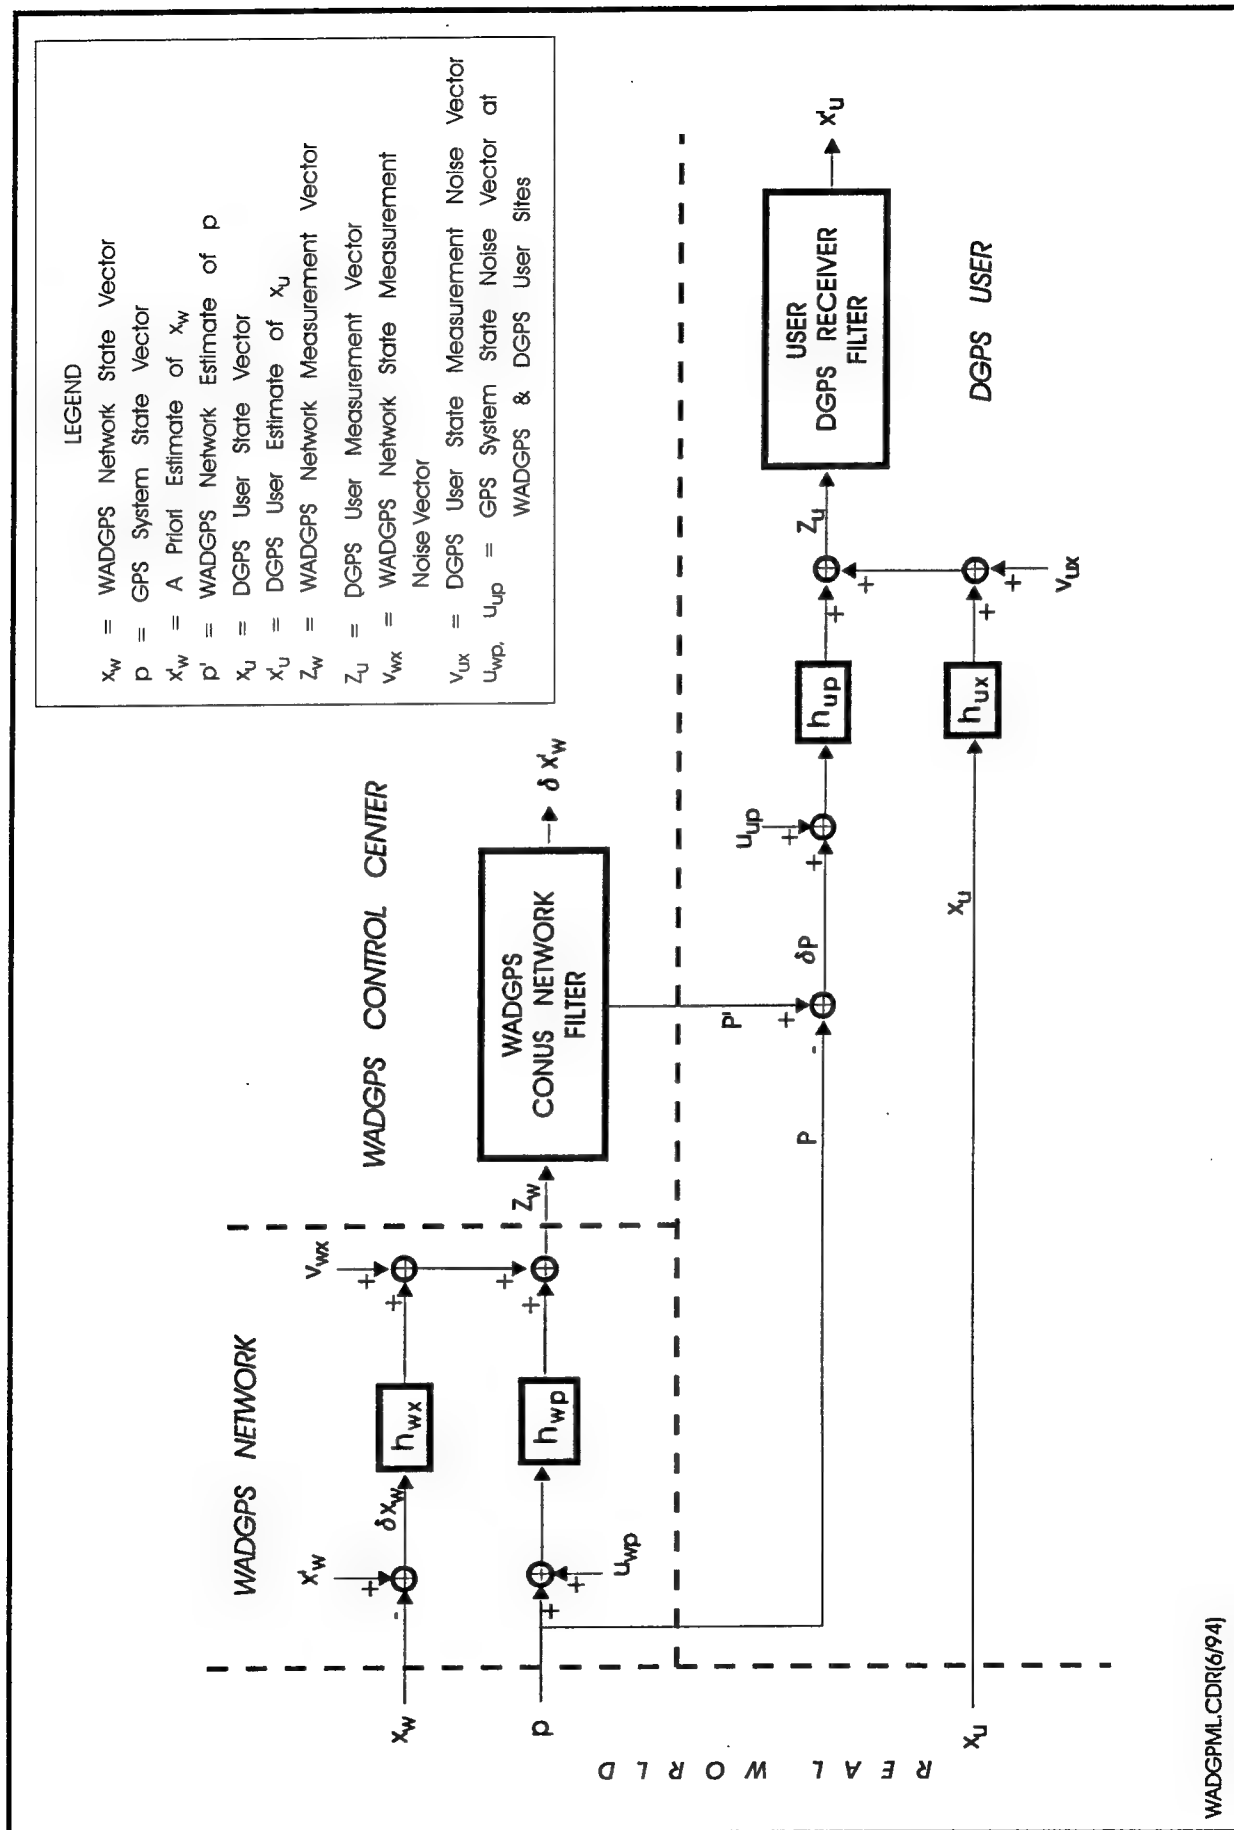 LEGEND
x_w = WADGPS Network State Vector
p = GPS System State Vector
x'_w = A Priori Estimate of x_w
p' = WADGPS Network Estimate of p
x_u = DGPS User State Vector
x'_u = DGPS User Estimate of x_u
Z_w = WADGPS Network Measurement Vector
Z_u = DGPS User Measurement Vector
v_wx = WADGPS Network State Measurement
Noise Vector
v_ux = DGPS User State Measurement Noise Vector
u_wp, u_up = GPS System State Noise Vector at
WADGPS & DGPS User Sites
WADGPS NETWORK
WADGPS CONTROL CENTER
x'_w
+
-
x_w
δx_w
h_wx
+
v_wx
+
p
+
u_wp
+
h_wp
+
+
Z_w
WADGPS
CONUS NETWORK
FILTER
δ x'_w
P'
+
P
-
δP
u_up
+
+
h_up
+
Z_u
+
USER
DGPS RECEIVER
FILTER
x'_u
x_u
x_u
h_ux
+
+
v_ux
DGPS USER
REAL WORLD
WADGPML.CDR(6/94)